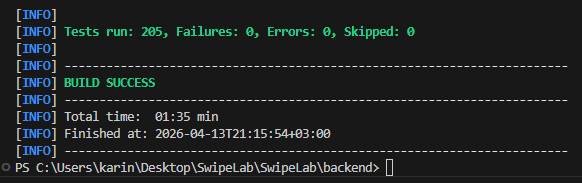 [INFO]
[INFO] Tests run: 205, Failures: 0, Errors: 0, Skipped: 0
[INFO]
[INFO] ------------------------------------------------------------------------
[INFO] BUILD SUCCESS
[INFO] ------------------------------------------------------------------------
[INFO] Total time:  01:35 min
[INFO] Finished at: 2026-04-13T21:15:54+03:00
[INFO] ------------------------------------------------------------------------
PS C:\Users\karin\Desktop\SwipeLab\SwipeLab\backend>